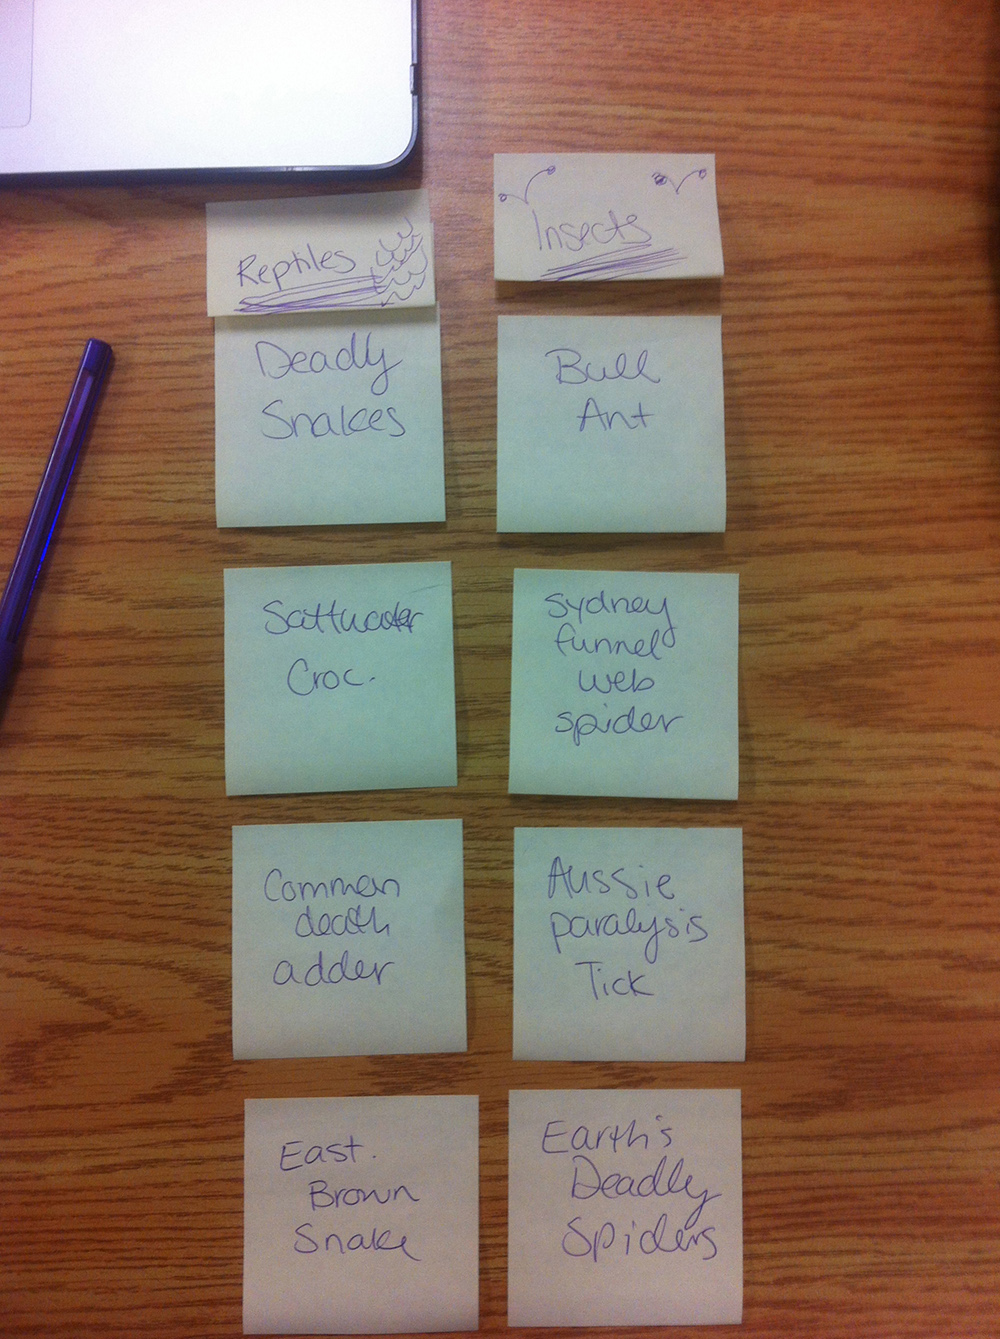 Reptiles
Deadly
Snakes
Saltwater
Croc.
Common
death
adder
East.
Brown
Snake
Insects
Bull
Ant
Sydney
funnel
web
spider
Aussie
paralysis
Tick
Earth's
Deadly
Spiders